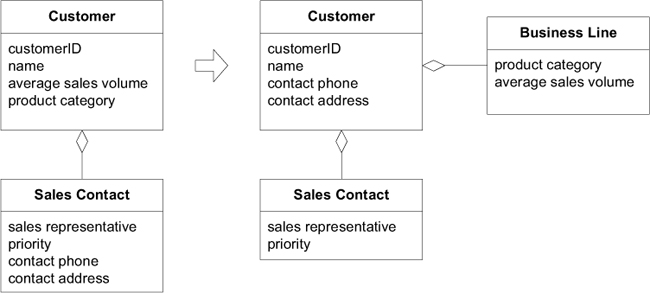 Customer
customerID
name
average sales volume
product category
Sales Contact
sales representative
priority
contact phone
contact address
Customer
customerID
name
contact phone
contact address
Sales Contact
sales representative
priority
Business Line
product category
average sales volume